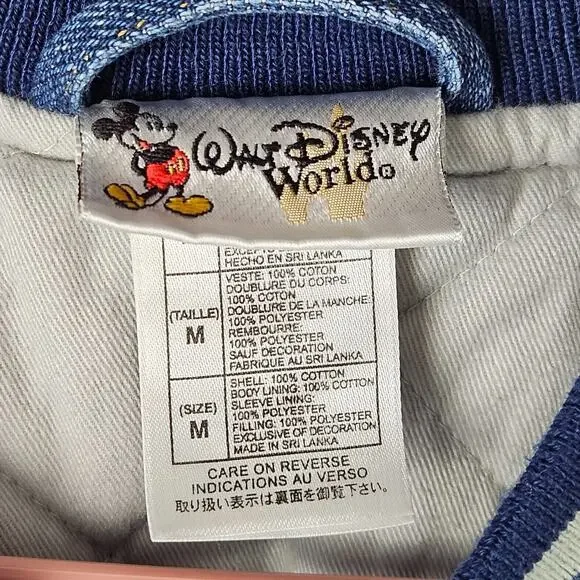 WALT DISNEY
World®
EXCEPTO
HECHO EN SRI LANKA
(TAILLE)
M
VESTE: 100% COTON
DOUBLURE DU CORPS:
100% COTON
DOUBLURE DE LA MANCHE:
100% POLYESTER
REMBOURRE:
100% POLYESTER
SAUF DECORATION
FABRIQUE AU SRI LANKA
(SIZE)
M
SHELL: 100% COTTON
BODY LINING: 100% COTTON
SLEEVE LINING:
100% POLYESTER
FILLING: 100% POLYESTER
EXCLUSIVE OF DECORATION
MADE IN SRI LANKA
CARE ON REVERSE
INDICATIONS AU VERSO
取り扱い表示は裏面を御覧下さい。